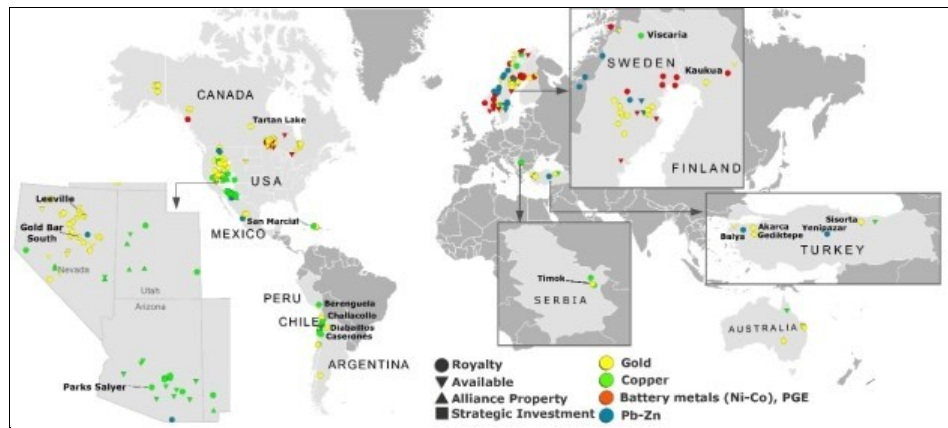 CANADA
Tartan Lake
USA
San Marcial
MEXICO
Leeville
Gold Bar
South
Nevada
Utah
Arizona
Parks Salyer
PERU
Berenguela
Challacollo
CHILE
Diabalios
Caserones
ARGENTINA
Viscaria
SWEDEN
Kaukua
FINLAND
Timok
SERBIA
Sisorta
Akarca
Balya
Gediktepe
Yenipazar
TURKEY
AUSTRALIA
Royalty
Available
Alliance Property
Strategic Investment
Gold
Copper
Battery metals (Ni-Co), PGE
Pb-Zn